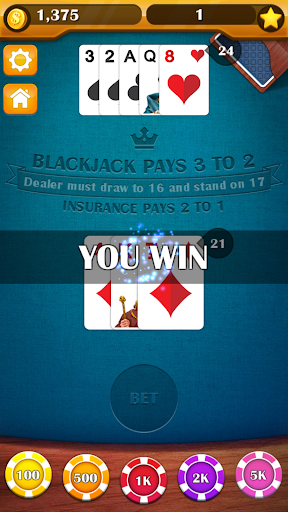 1,375
1
24
3 2 A Q 8
BLACKJACK PAYS 3 TO 2
Dealer must draw to 16 and stand on 17
INSURANCE PAYS 2 TO 1
21
YOU WIN
BET
100 500 1K 2K 5K